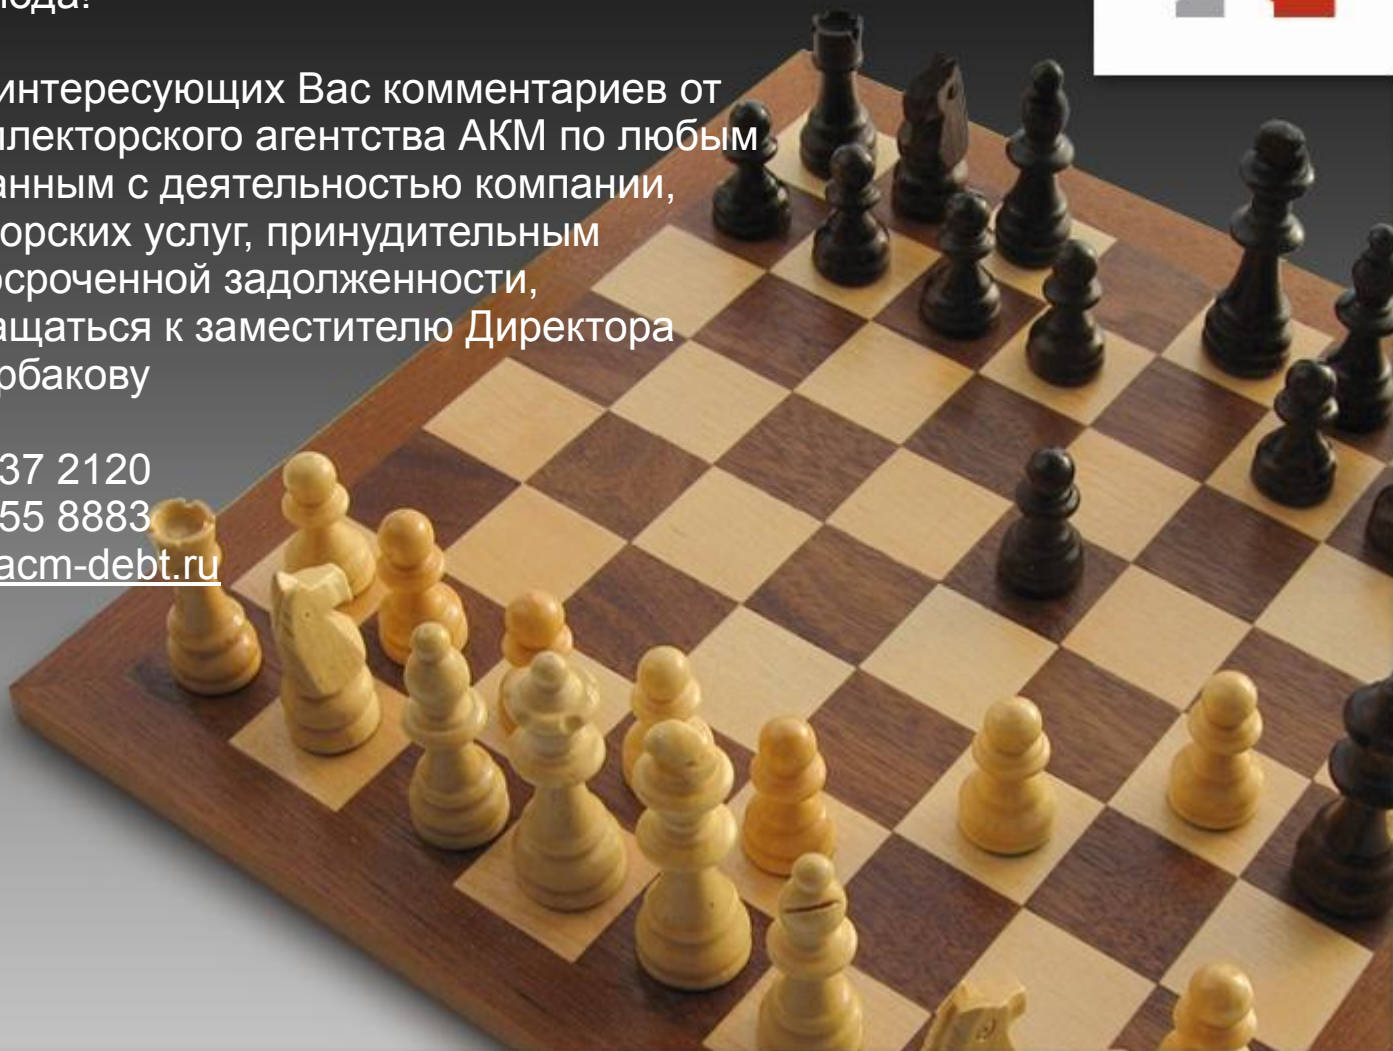 интересующих Вас комментариев от
лекторского агентства АКМ по любым
анным с деятельностью компании,
орских услуг, принудительным
осроченной задолженности,
ащаться к заместителю Директора
рбакову
37 2120
55 8883
acm-debt.ru